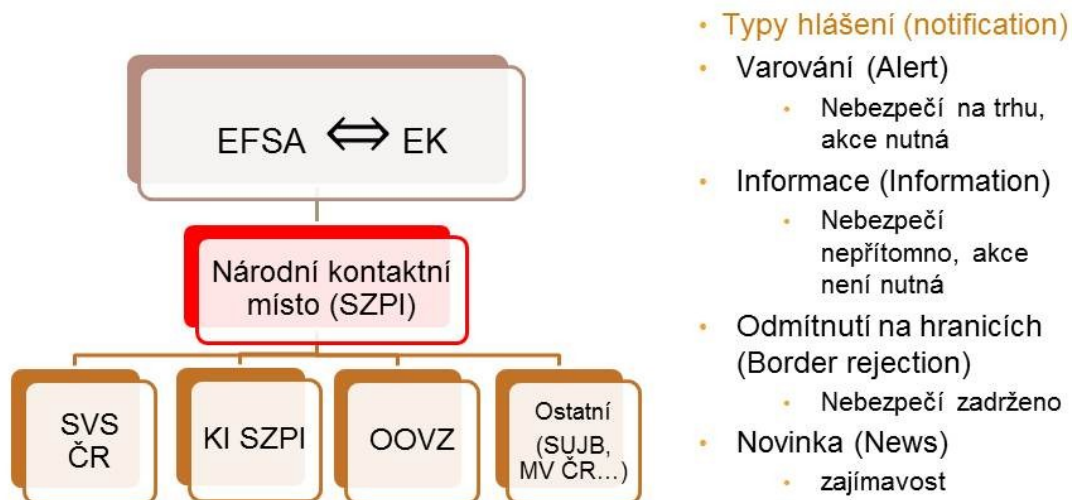 EFSA ⇔ EK
Národní kontaktní
místo (SZPI)
SVS
ČR
KI SZPI
OOVZ
Ostatní
(SUJB,
MV ČR...)
• Typy hlášení (notification)
• Varování (Alert)
• Nebezpečí na trhu,
akce nutná
• Informace (Information)
• Nebezpečí
nepřítomno, akce
není nutná
• Odmítnutí na hranicích
(Border rejection)
• Nebezpečí zadrženo
• Novinka (News)
• zajímavost